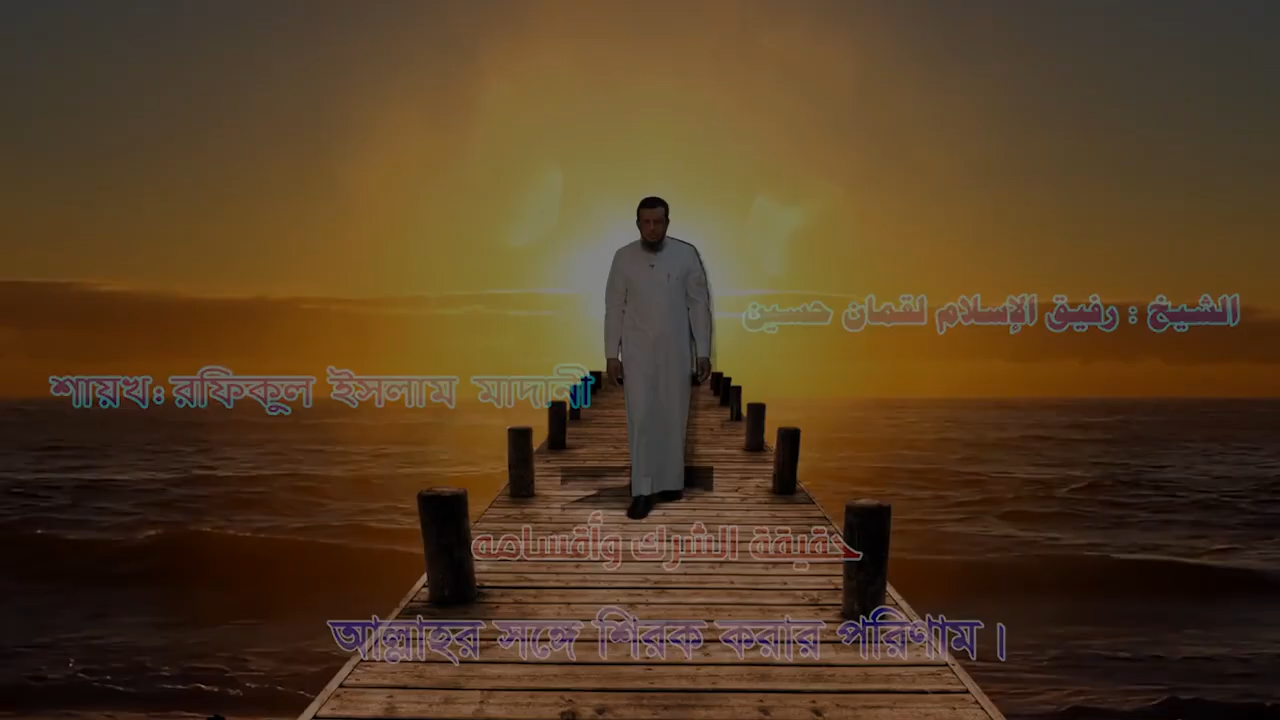 الشيخ : رفيق الإسلام لقمان حسين
শায়খ: রফিকুল ইসলাম মাদানী
حقيقة الشرك وأقسامه
আল্লাহর সঙ্গে শিরক করার পরিণাম।